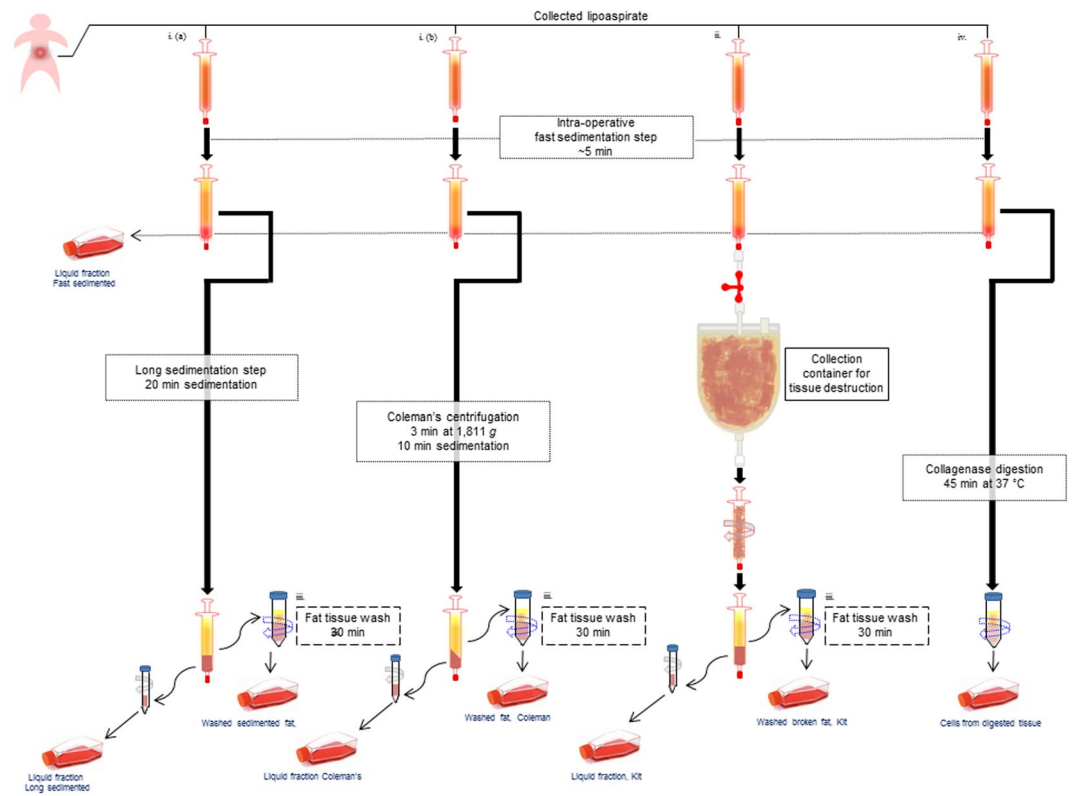 Collected lipoaspirate
i. (a)
i. (b)
ii.
iv.
Intra-operative
fast sedimentation step
~5 min
Liquid fraction
Fast sedimented
Long sedimentation step
20 min sedimentation
Collection
container for
tissue destruction
Coleman's centrifugation
3 min at 1,811 g
10 min sedimentation
Collagenase digestion
45 min at 37 °C
iii.
Fat tissue wash
30 min
iii.
Fat tissue wash
30 min
iii.
Fat tissue wash
30 min
Washed sedimented fat,
Washed fat, Coleman
Washed broken fat, Kit
Cells from digested tissue
Liquid fraction
Long sedimented
Liquid fraction Coleman's
Liquid fraction, Kit